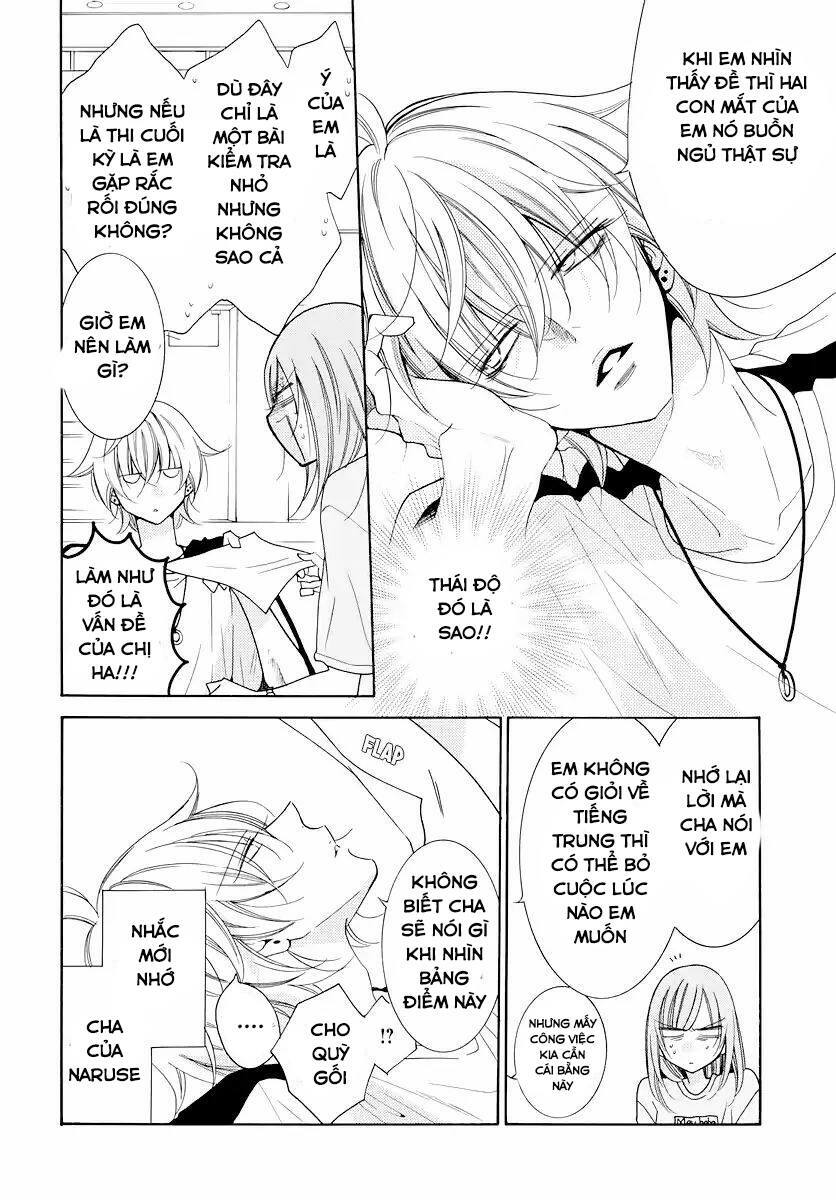 KHI EM NHÌN
THẤY ĐỀ THÌ HAI
CON MẮT CỦA
EM NÓ BUỒN
NGỦ THẬT SỰ
THÁI ĐỘ
ĐÓ LÀ
SAO!!
Ý
CỦA
EM LÀ
DÙ ĐÂY
CHỈ LÀ
MỘT BÀI
KIỂM TRA
NHỎ
NHƯNG
KHÔNG
SAO CẢ
NHƯNG NẾU
LÀ THI CUỐI
KỲ LÀ EM
GẶP RẮC
RỐI ĐÚNG
KHÔNG?
GIỜ EM
NÊN LÀM
GÌ?
LÀM NHƯ
ĐÓ LÀ
VẤN ĐỀ
CỦA CHỊ
HA!!!
NHỚ LẠI
LỜI MÀ
CHA NÓI
VỚI EM
EM KHÔNG
CÓ GIỎI VỀ
TIẾNG
TRUNG THÌ
CÓ THỂ BỎ
CUỘC LÚC
NÀO EM
MUỐN
NHƯNG MẤY
CÔNG VIỆC
KIA CẦN
CÁI BẰNG
NÀY
FLAP
KHÔNG
BIẾT CHA
SẼ NÓI GÌ
KHI NHÌN
BẢNG
ĐIỂM NÀY
!?
CHO
QUỲ
GỐI
....
NHẮC
MỚI
NHỚ
CHA
CỦA
NARUSE